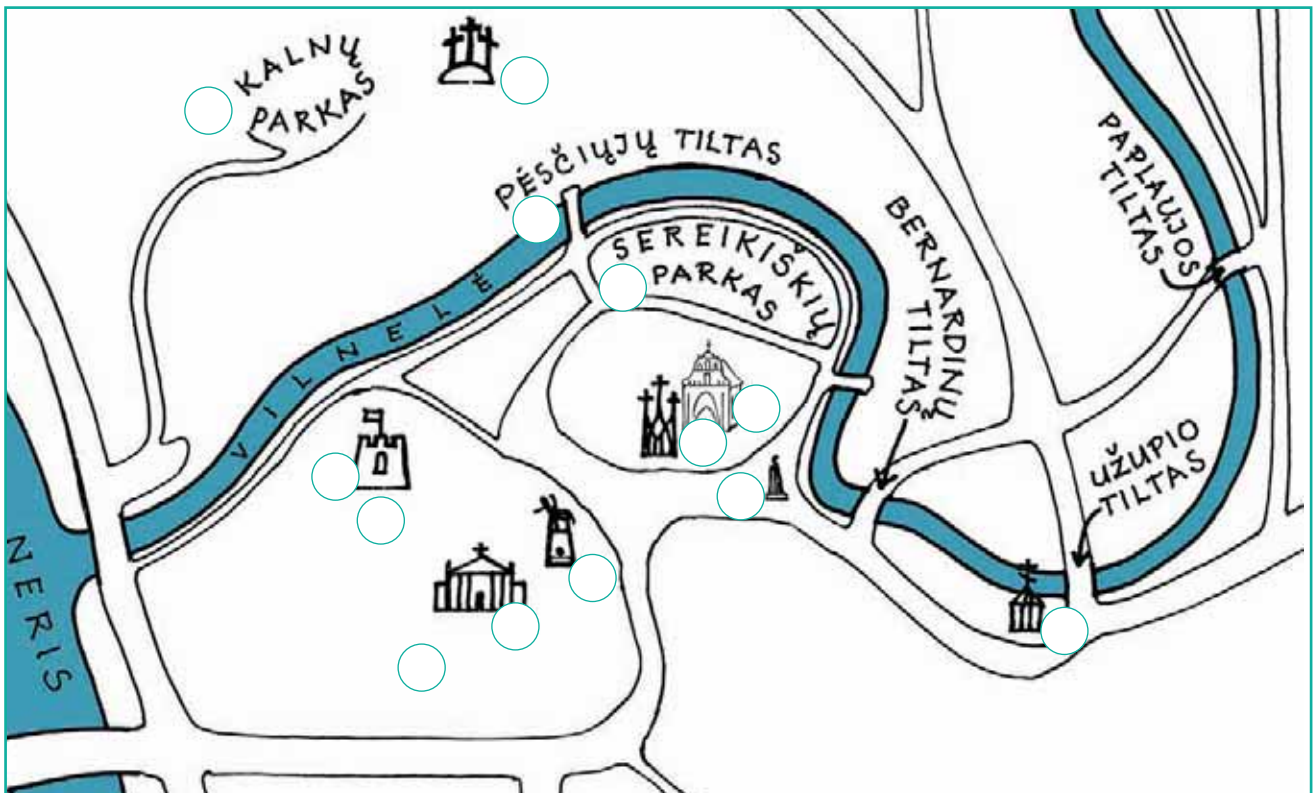 KALNŲ
PARKAS
PĖSČIŲJŲ TILTAS
SEREIKIŠKIŲ
PARKAS
BERNARDINŲ
TILTAS
PAPLAUJOS
TILTAS
UŽUPIO
TILTAS
VILNELĖ
NERIS